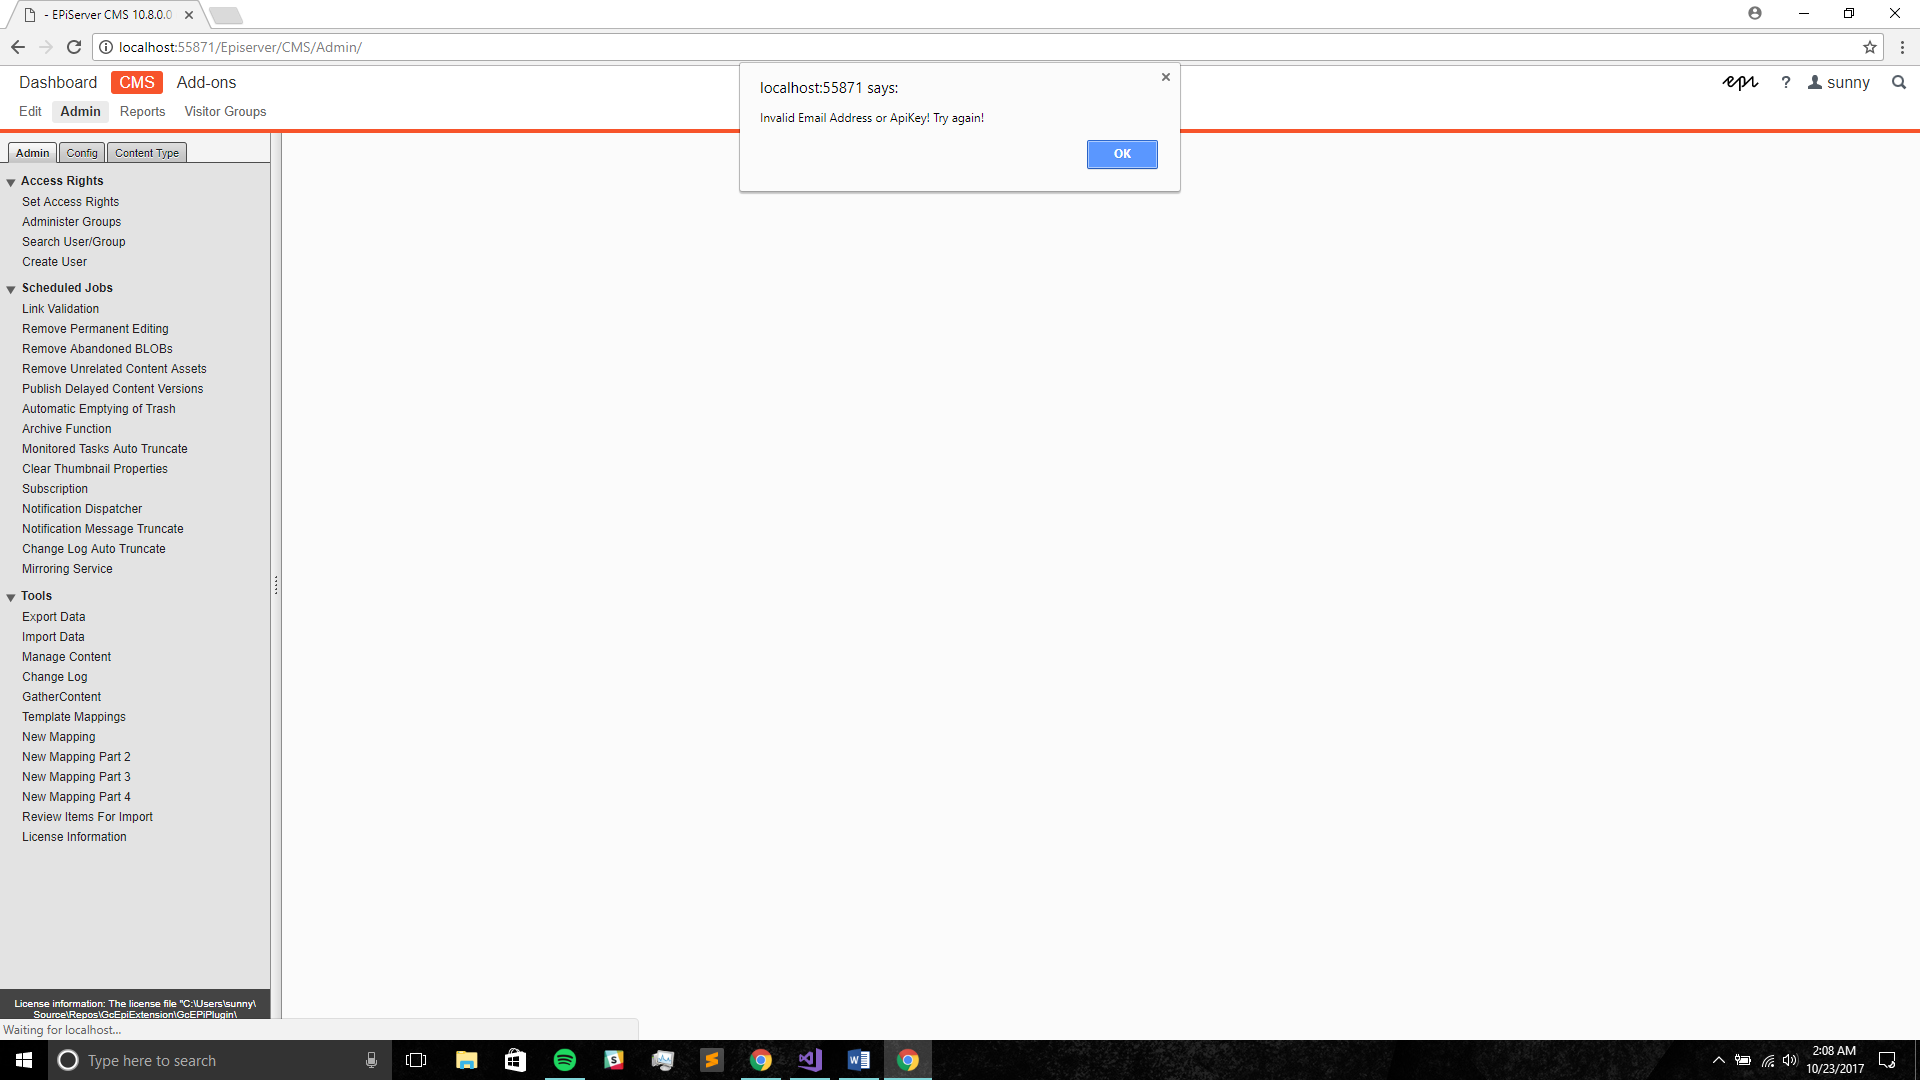 - EPiServer CMS 10.8.0.0
localhost:55871/Episerver/CMS/Admin/
Dashboard CMS Add-ons
epi ? sunny
Edit Admin Reports Visitor Groups
localhost:55871 says:
Invalid Email Address or ApiKey! Try again!
OK
Admin Config Content Type
Access Rights
Set Access Rights
Administer Groups
Search User/Group
Create User
Scheduled Jobs
Link Validation
Remove Permanent Editing
Remove Abandoned BLOBs
Remove Unrelated Content Assets
Publish Delayed Content Versions
Automatic Emptying of Trash
Archive Function
Monitored Tasks Auto Truncate
Clear Thumbnail Properties
Subscription
Notification Dispatcher
Notification Message Truncate
Change Log Auto Truncate
Mirroring Service
Tools
Export Data
Import Data
Manage Content
Change Log
GatherContent
Template Mappings
New Mapping
New Mapping Part 2
New Mapping Part 3
New Mapping Part 4
Review Items For Import
License Information
License information: The license file "C:\Users\sunny\
Source\Repos\GcEpiExtension\GcEPiPlugin\
Waiting for localhost...
Type here to search
2:08 AM
10/23/2017